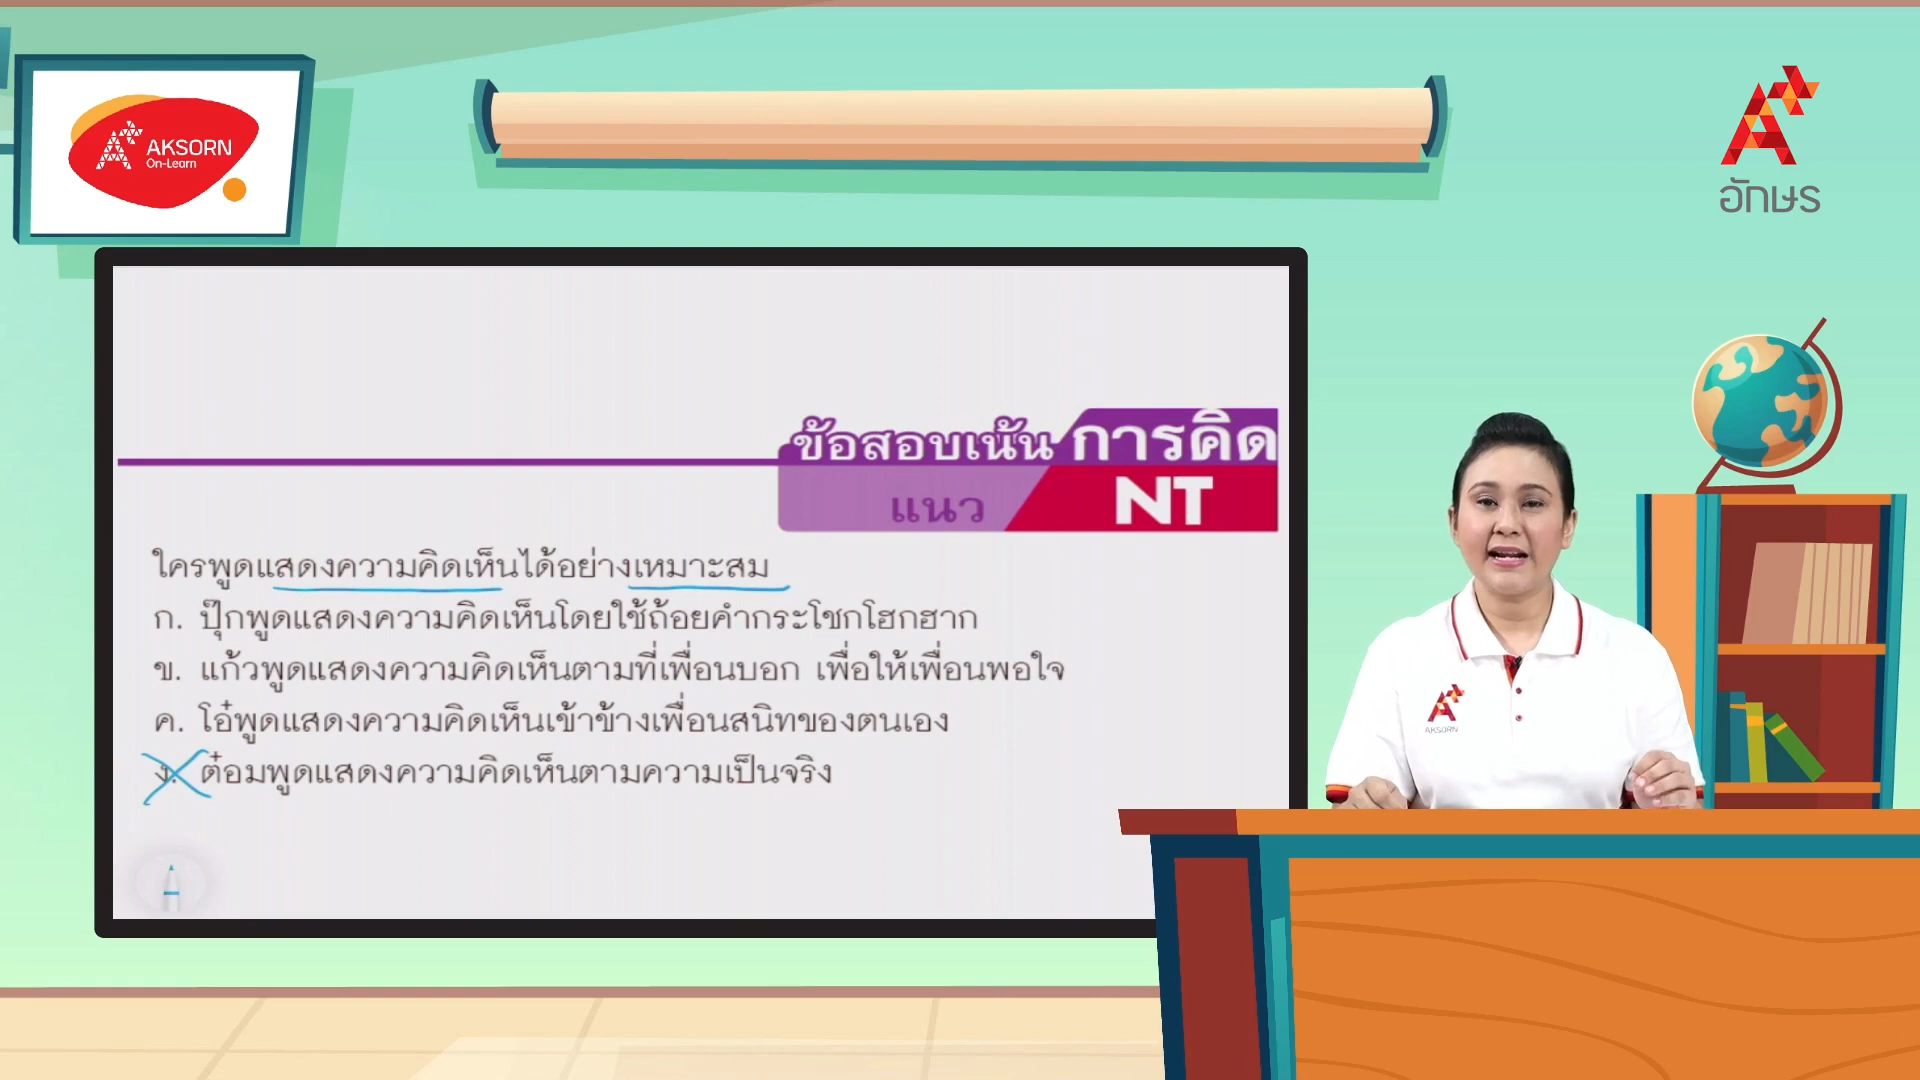 AKSORN
On-Learn
อักษร
ข้อสอบเน้น การคิด
แนว NT
ใครพูดแสดงความคิดเห็นได้อย่างเหมาะสม
ก. ปุ๊กพูดแสดงความคิดเห็นโดยใช้ถ้อยคำกระโชกโฮกฮาก
ข. แก้วพูดแสดงความคิดเห็นตามที่เพื่อนบอก เพื่อให้เพื่อนพอใจ
ค. โอ๋พูดแสดงความคิดเห็นเข้าข้างเพื่อนสนิทของตนเอง
ง. ต๋อมพูดแสดงความคิดเห็นตามความเป็นจริง
AKSORN